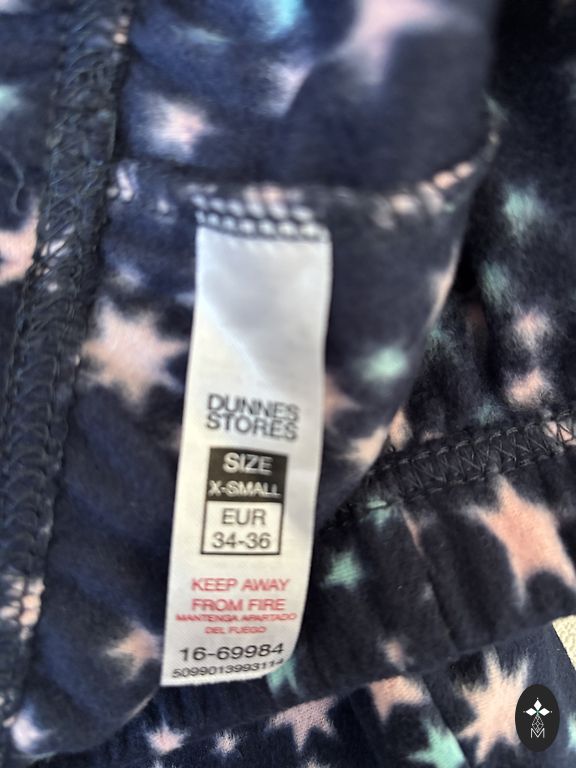 DUNNES
STORES
SIZE
X-SMALL
EUR
34-36
KEEP AWAY
FROM FIRE
MANTENGA APARTADO
DEL FUEGO
16-69984
5099013993114
M